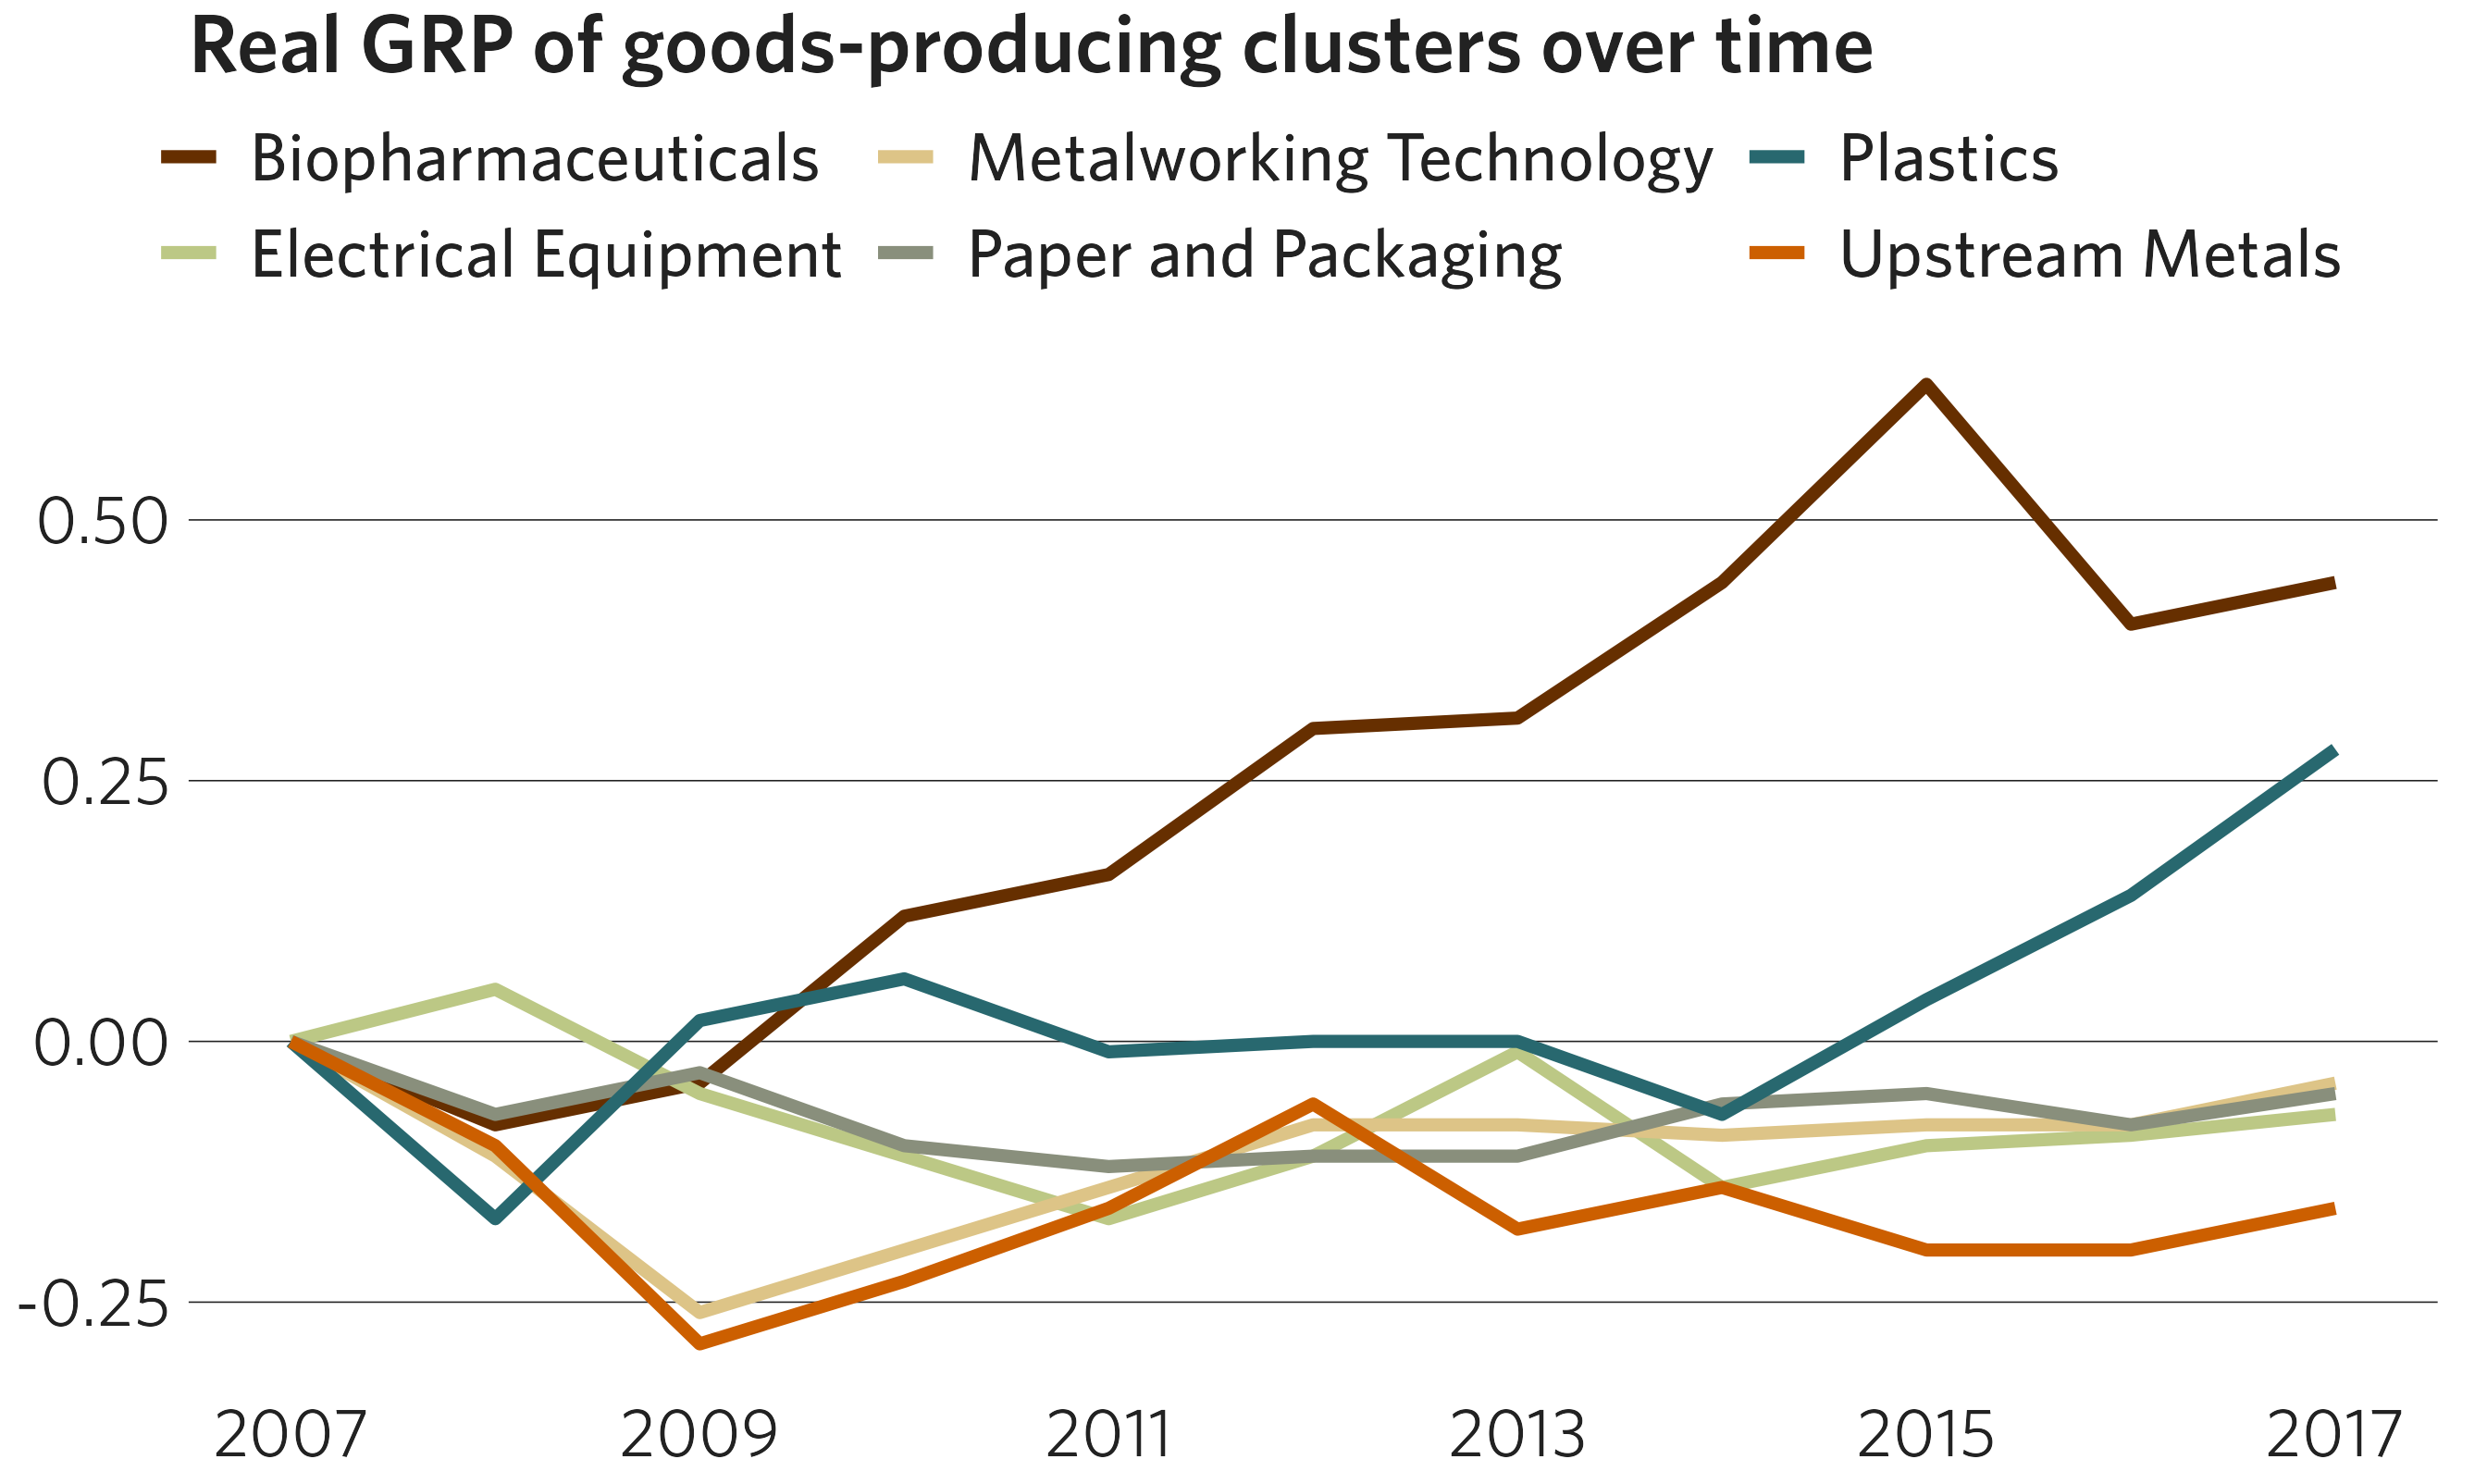 Real GRP of goods-producing clusters over time
Biopharmaceuticals Metalworking Technology Plastics
Electrical Equipment Paper and Packaging Upstream Metals
0.50
0.25
0.00
-0.25
2007 2009 2011 2013 2015 2017